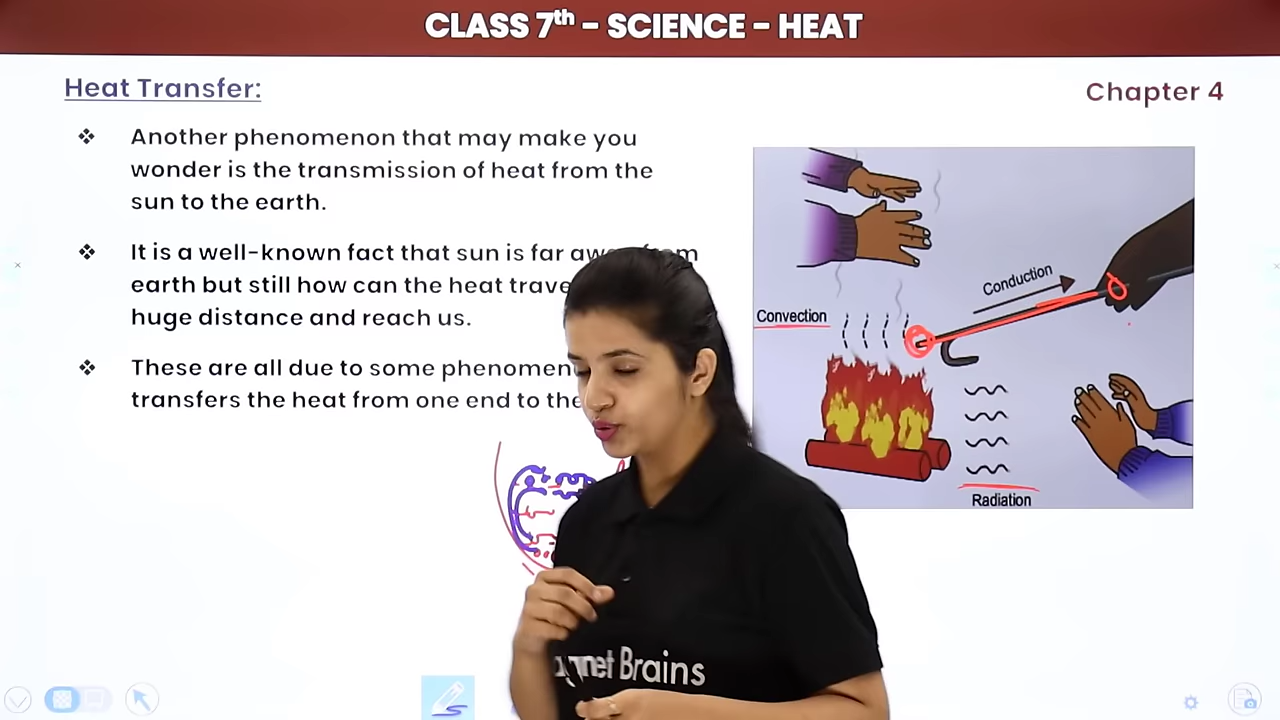 CLASS 7th - SCIENCE - HEAT
Heat Transfer:
Chapter 4
❖ Another phenomenon that may make you
wonder is the transmission of heat from the
sun to the earth.
❖ It is a well-known fact that sun is far away from
earth but still how can the heat
huge distance and reach us.
❖ These are all due to some
transfers the heat from one end to the
Convection
Conduction
Radiation
Brains